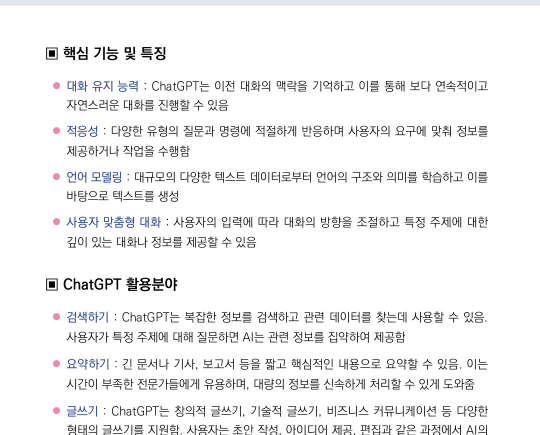 ▣ 핵심 기능 및 특징
● 대화 유지 능력 : ChatGPT는 이전 대화의 맥락을 기억하고 이를 통해 보다 연속적이고
자연스러운 대화를 진행할 수 있음
● 적응성 : 다양한 유형의 질문과 명령에 적절하게 반응하며 사용자의 요구에 맞춰 정보를
제공하거나 작업을 수행함
● 언어 모델링 : 대규모의 다양한 텍스트 데이터로부터 언어의 구조와 의미를 학습하고 이를
바탕으로 텍스트를 생성
● 사용자 맞춤형 대화 : 사용자의 입력에 따라 대화의 방향을 조절하고 특정 주제에 대한
깊이 있는 대화나 정보를 제공할 수 있음
▣ ChatGPT 활용분야
● 검색하기 : ChatGPT는 복잡한 정보를 검색하고 관련 데이터를 찾는데 사용할 수 있음.
사용자가 특정 주제에 대해 질문하면 AI는 관련 정보를 집약하여 제공함
● 요약하기 : 긴 문서나 기사, 보고서 등을 짧고 핵심적인 내용으로 요약할 수 있음. 이는
시간이 부족한 전문가들에게 유용하며, 대량의 정보를 신속하게 처리할 수 있게 도와줌
● 글쓰기 : ChatGPT는 창의적 글쓰기, 기술적 글쓰기, 비즈니스 커뮤니케이션 등 다양한
형태의 글쓰기를 지원함. 사용자는 초안 작성, 아이디어 제공, 편집과 같은 과정에서 AI의